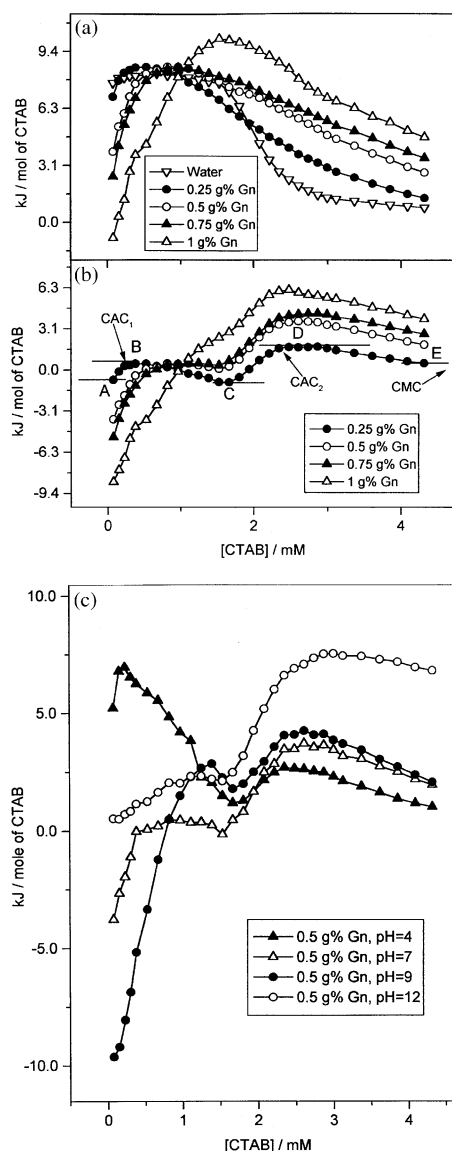 (a)
9.4
6.3
3.1
0.0
kJ / mol of CTAB
Water
0.25 g% Gn
0.5 g% Gn
0.75 g% Gn
1 g% Gn
(b)
6.3
3.1
0.0
-3.1
-6.3
-9.4
kJ / mol of CTAB
CAC1
B
A
C
D
E
CAC2
CMC
0.25 g% Gn
0.5 g% Gn
0.75 g% Gn
1 g% Gn
0 1 2 3 4
[CTAB] / mM
(c)
10.0
5.0
0.0
-5.0
-10.0
kJ / mole of CTAB
0.5 g% Gn, pH=4
0.5 g% Gn, pH=7
0.5 g% Gn, pH=9
0.5 g% Gn, pH=12
0 1 2 3 4
[CTAB] / mM